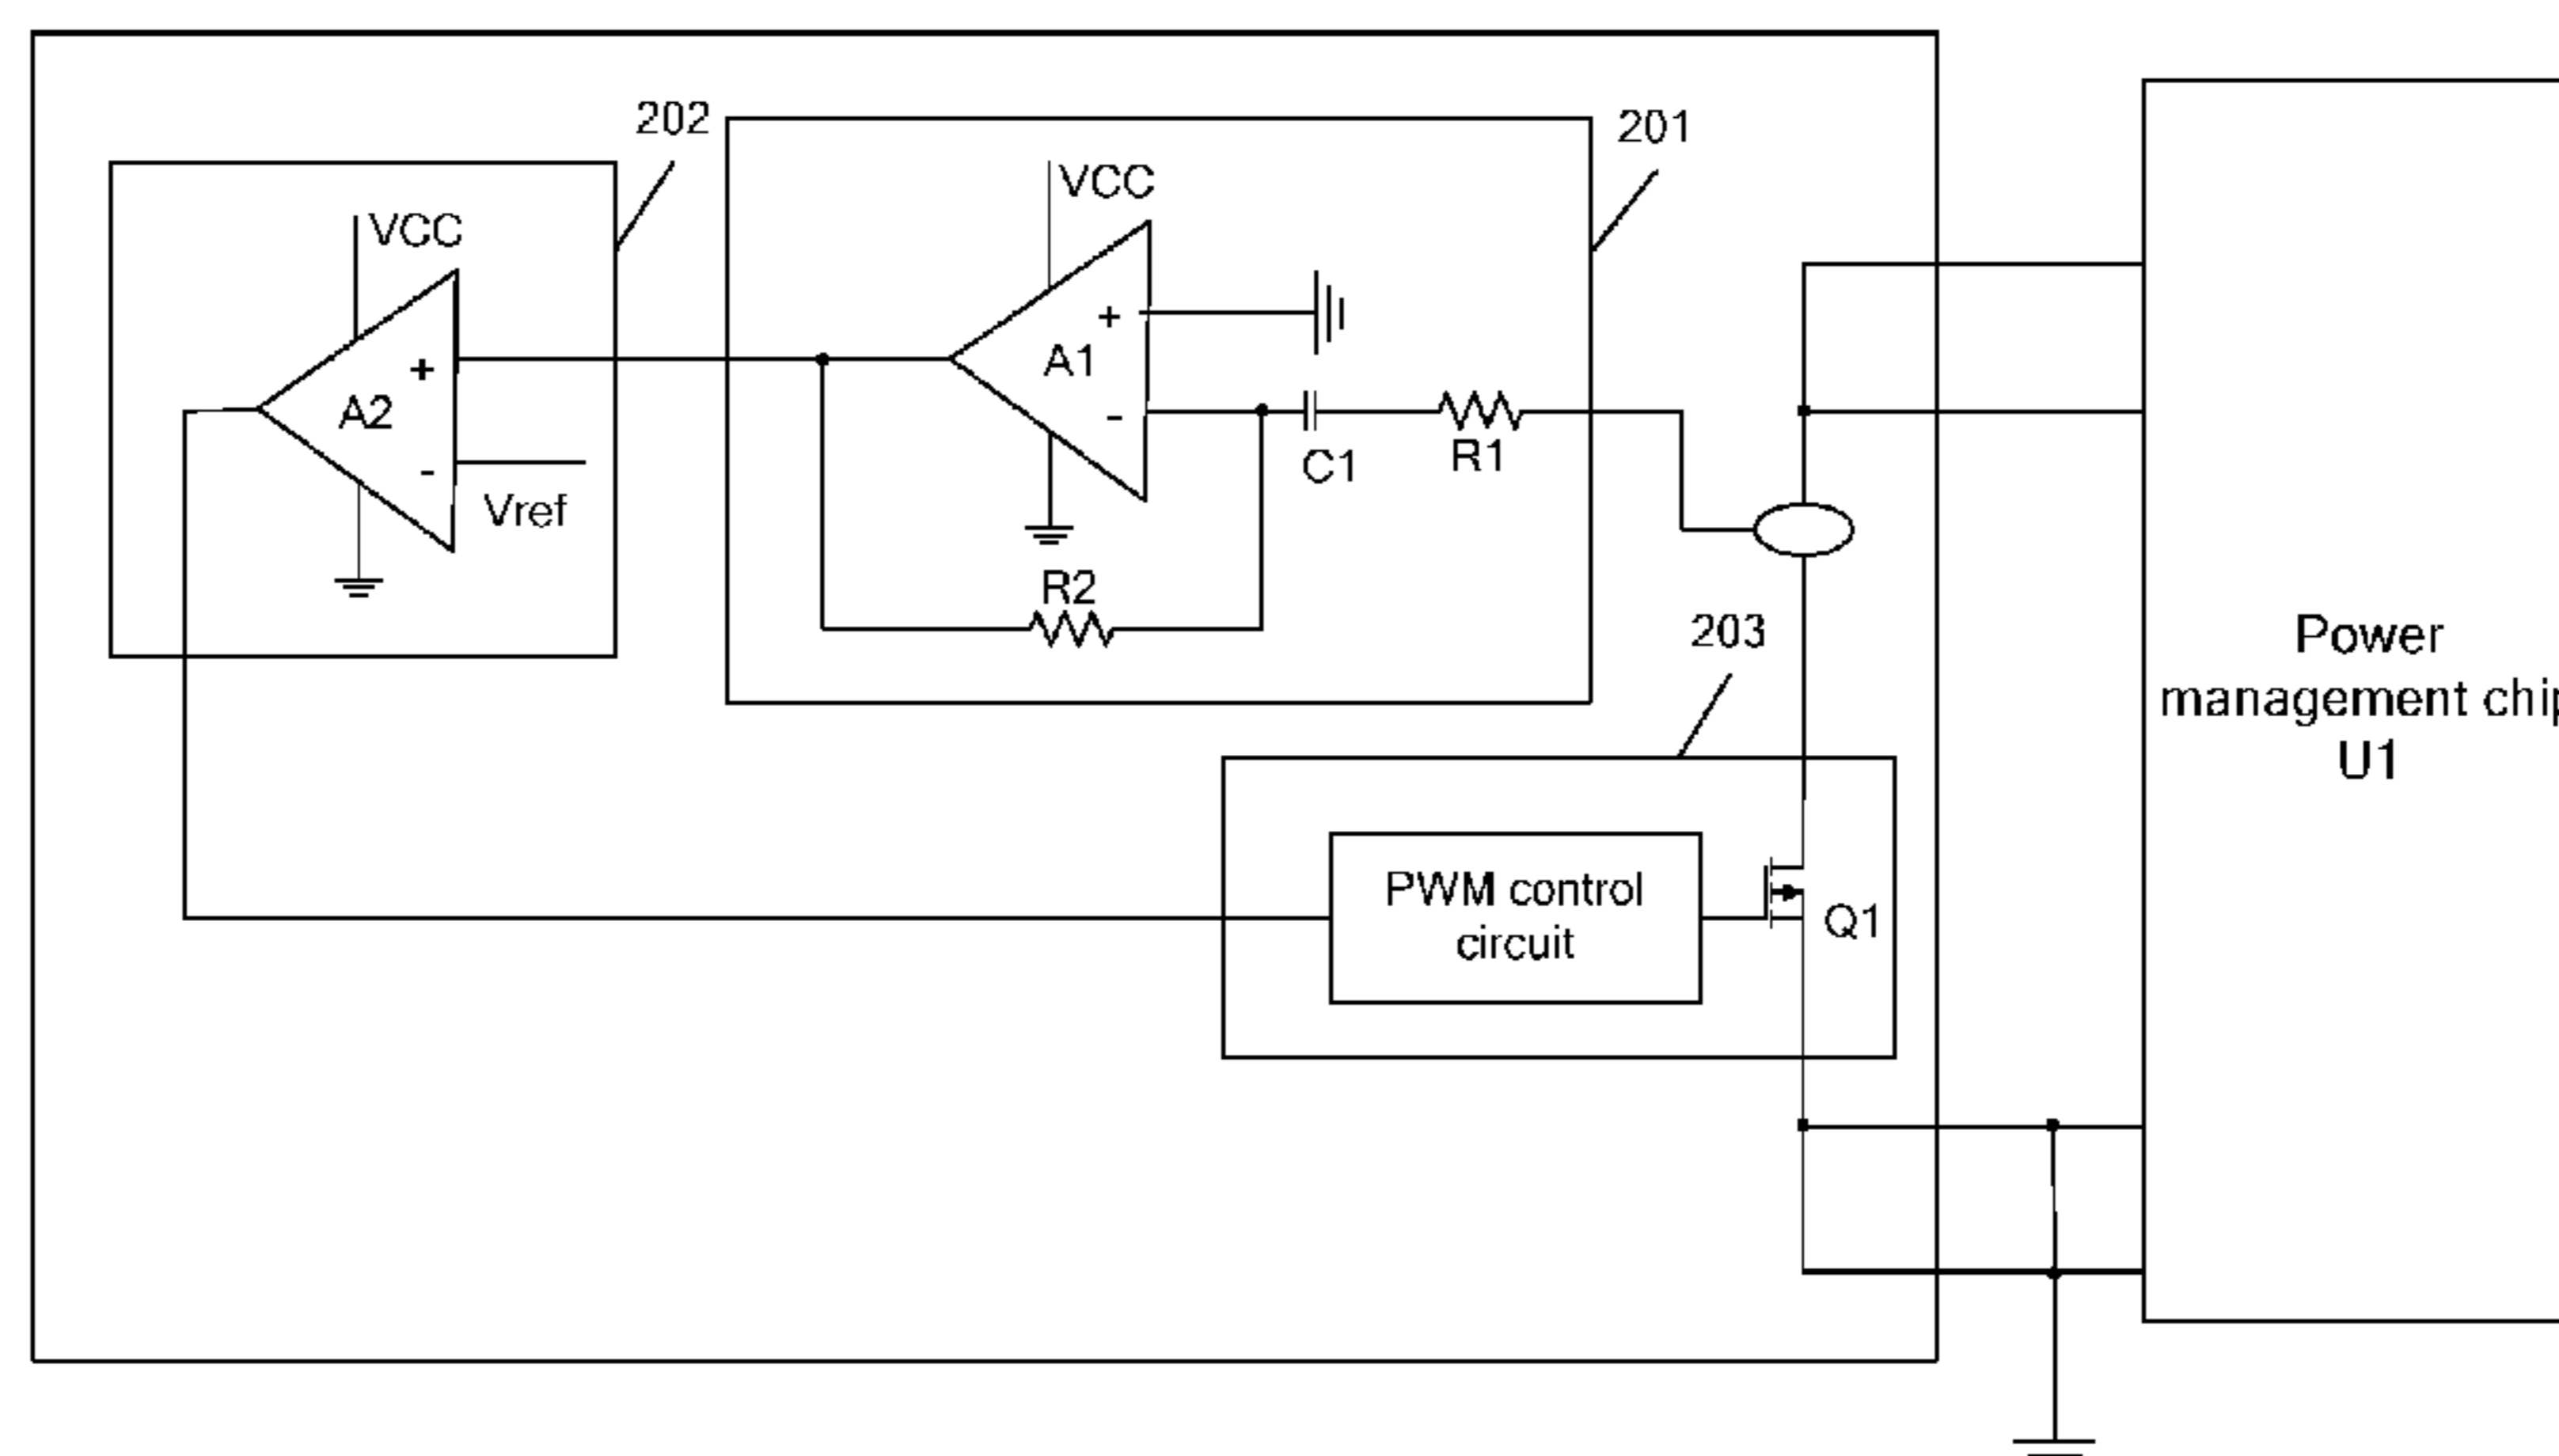 202
201
VCC
VCC
+
A1
-
+
A2
-
Vref
C1
R1
R2
203
Power
management chip
U1
PWM control
circuit
Q1